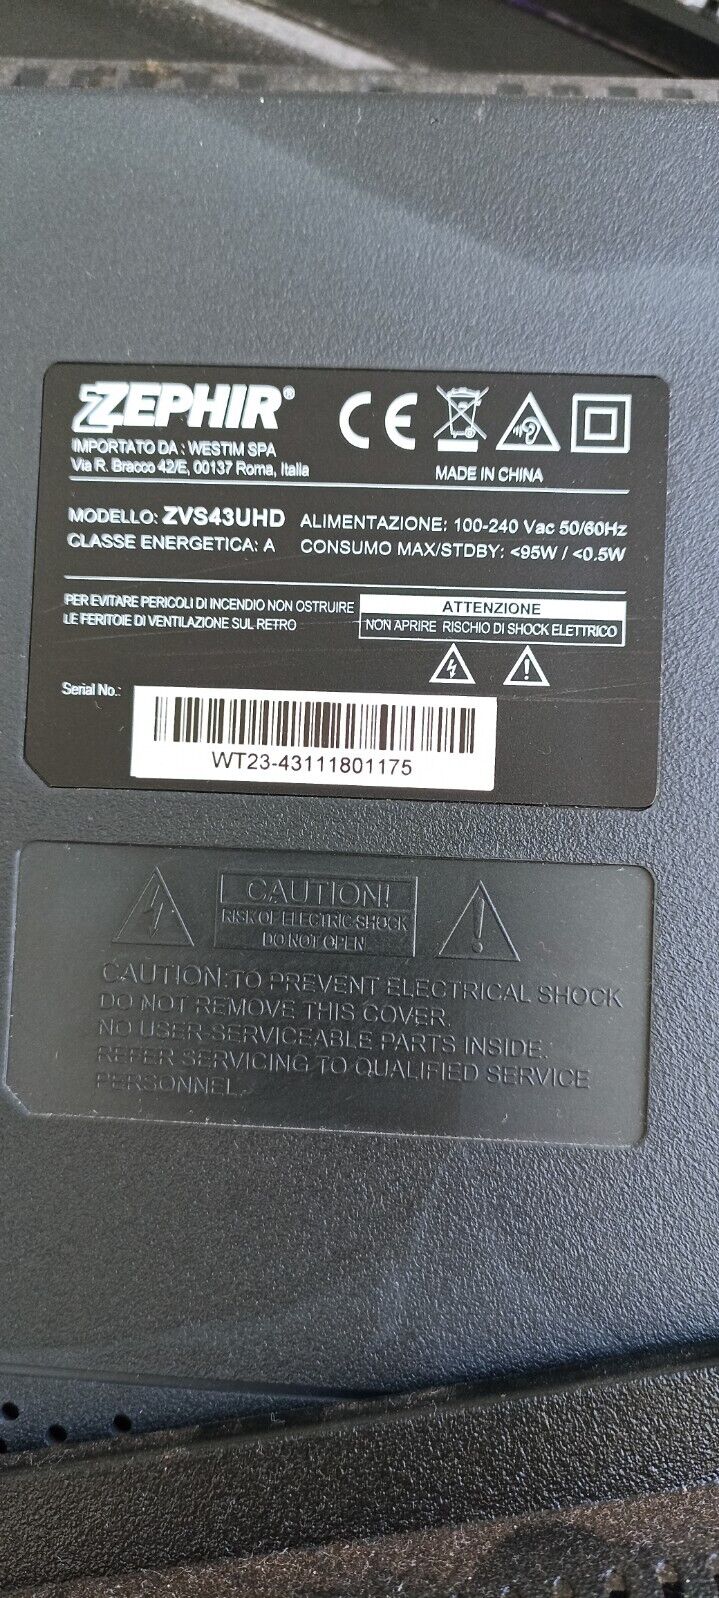 ZEPHIR®
IMPORTATO DA : WESTIM SPA
Via R. Bracco 42/E, 00137 Roma, Italia
CE
MADE IN CHINA
MODELLO: ZVS43UHD
ALIMENTAZIONE: 100-240 Vac 50/60Hz
CLASSE ENERGETICA: A
CONSUMO MAX/STDBY: <95W / <0.5W
PER EVITARE PERICOLI DI INCENDIO NON OSTRUIRE
LE FERITOIE DI VENTILAZIONE SUL RETRO
ATTENZIONE
NON APRIRE RISCHIO DI SHOCK ELETTRICO
Serial No.:
WT23-43111801175
CAUTION!
RISK OF ELECTRIC SHOCK
DO NOT OPEN
CAUTION: TO PREVENT ELECTRICAL SHOCK
DO NOT REMOVE THIS COVER.
NO USER-SERVICEABLE PARTS INSIDE.
REFER SERVICING TO QUALIFIED SERVICE
PERSONNEL.